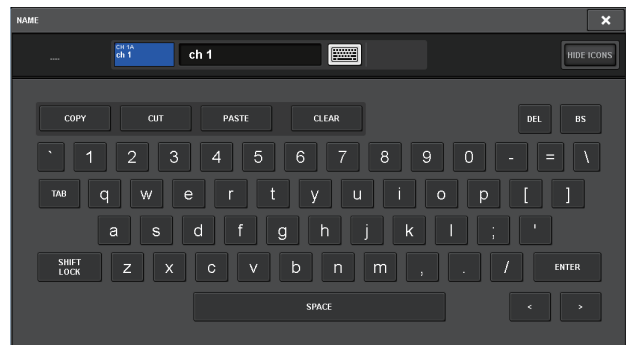 NAME
----
CH 1A
ch 1
ch 1
HIDE ICONS
COPY CUT PASTE CLEAR DEL BS
` 1 2 3 4 5 6 7 8 9 0 - = \
TAB q w e r t y u i o p [ ]
a s d f g h j k l ; '
SHIFT LOCK z x c v b n m , . / ENTER
SPACE < >